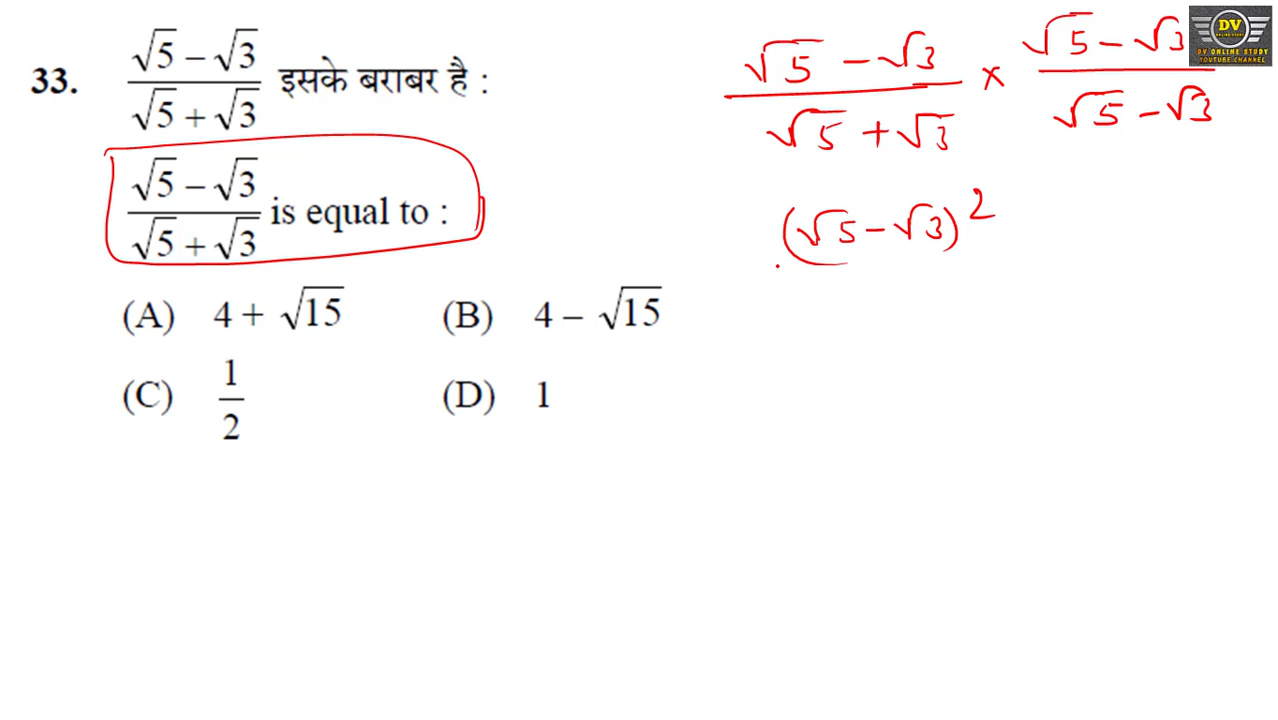 33. (√5 − √3)/(√5 + √3) इसके बराबर है :
(√5 − √3)/(√5 + √3) is equal to :
(A) 4 + √15 (B) 4 − √15
(C) 1/2 (D) 1
(√5 − √3)/(√5 + √3) × (√5 − √3)/(√5 − √3)
(√5 − √3)²
DV
DV ONLINE STUDY
YOUTUBE CHANNEL